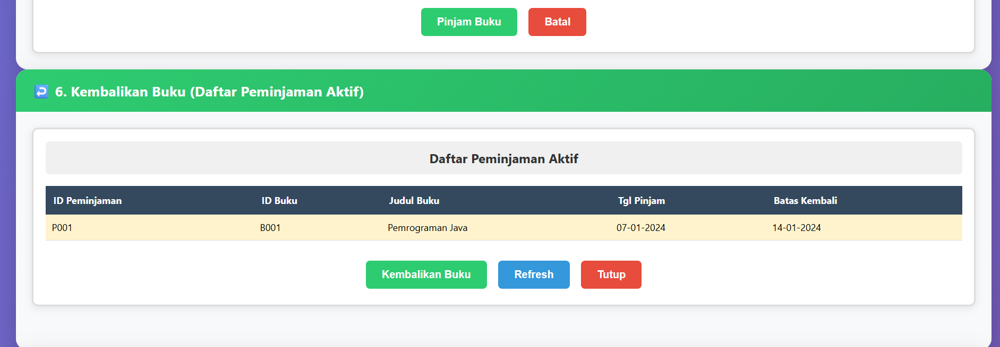 Pinjam Buku Batal
6. Kembalikan Buku (Daftar Peminjaman Aktif)
Daftar Peminjaman Aktif
ID Peminjaman ID Buku Judul Buku Tgl Pinjam Batas Kembali
P001 B001 Pemrograman Java 07-01-2024 14-01-2024
Kembalikan Buku Refresh Tutup